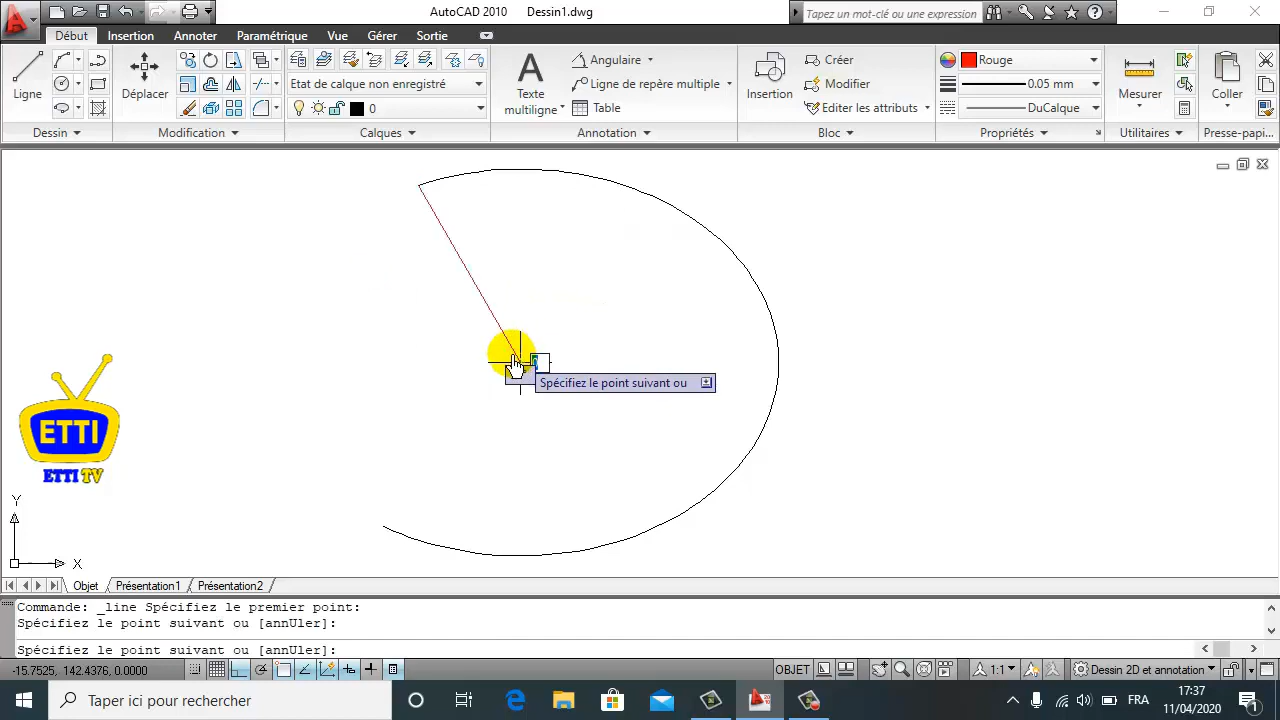 AutoCAD 2010 Dessin1.dwg
Tapez un mot-clé ou une expression
Début Insertion Annoter Paramétrique Vue Gérer Sortie
Ligne
Déplacer
Etat de calque non enregistré
0
Texte
multiligne
Angulaire
Ligne de repère multiple
Table
Insertion
Créer
Modifier
Editer les attributs
Rouge
0.05 mm
DuCalque
Mesurer
Coller
Dessin Modification Calques Annotation Bloc Propriétés Utilitaires Presse-papi...
Spécifiez le point suivant ou
ETTI
ETTI TV
Y
X
Objet Présentation1 Présentation2
Commande: _line Spécifiez le premier point:
Spécifiez le point suivant ou [annUler]:
Spécifiez le point suivant ou [annUler]:
-15.7525, 142.4376, 0.0000
OBJET
1:1
Dessin 2D et annotation
Taper ici pour rechercher
FRA
17:37
11/04/2020
1